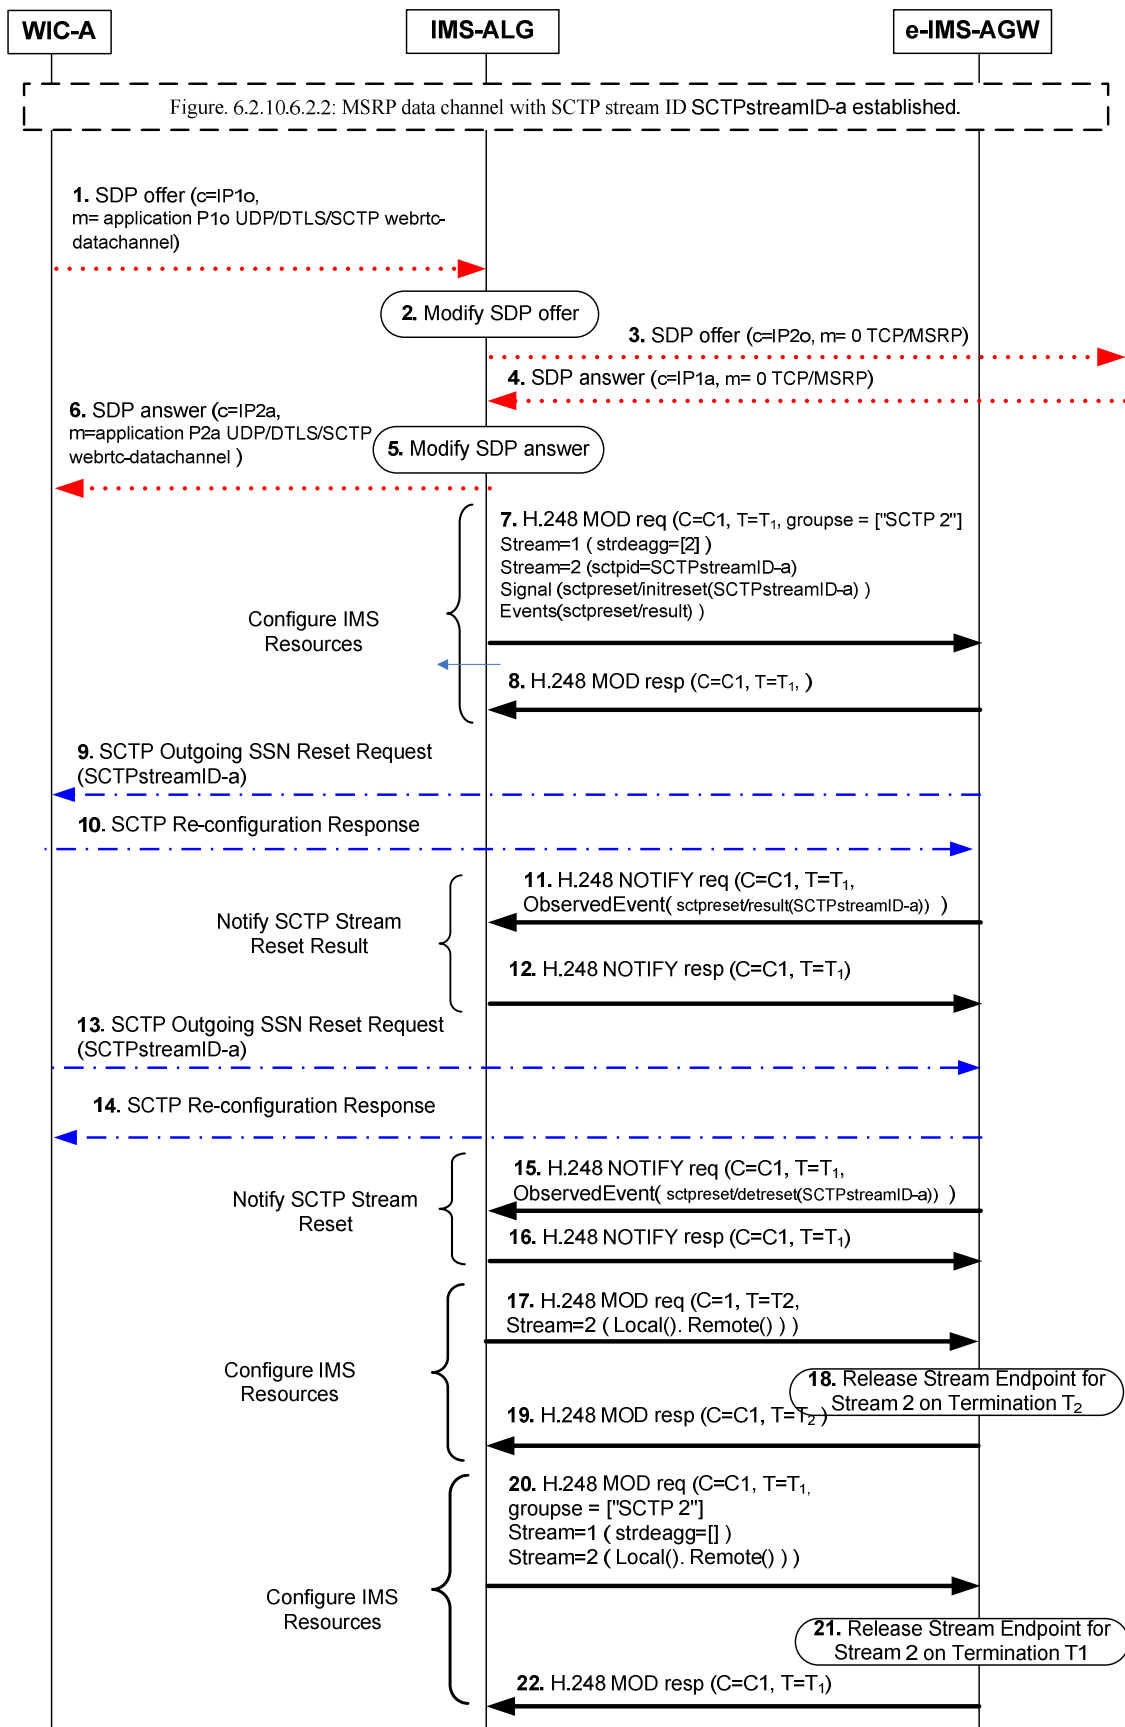 WIC-A
IMS-ALG
e-IMS-AGW
Figure. 6.2.10.6.2.2: MSRP data channel with SCTP stream ID SCTPstreamID-a established.
1. SDP offer (c=IP1o,
m= application P1o UDP/DTLS/SCTP webrtc-
datachannel)
2. Modify SDP offer
3. SDP offer (c=IP2o, m= 0 TCP/MSRP)
4. SDP answer (c=IP1a, m= 0 TCP/MSRP)
6. SDP answer (c=IP2a,
m=application P2a UDP/DTLS/SCTP
webrtc-datachannel )
5. Modify SDP answer
7. H.248 MOD req (C=C1, T=T1, groupse = ["SCTP 2"]
Stream=1 ( strdeagg=[2] )
Stream=2 (sctpid=SCTPstreamID-a)
Signal (sctpreset/initreset(SCTPstreamID-a) )
Events(sctpreset/result) )
Configure IMS
Resources
8. H.248 MOD resp (C=C1, T=T1, )
9. SCTP Outgoing SSN Reset Request
(SCTPstreamID-a)
10. SCTP Re-configuration Response
11. H.248 NOTIFY req (C=C1, T=T1,
ObservedEvent( sctpreset/result(SCTPstreamID-a)) )
Notify SCTP Stream
Reset Result
12. H.248 NOTIFY resp (C=C1, T=T1)
13. SCTP Outgoing SSN Reset Request
(SCTPstreamID-a)
14. SCTP Re-configuration Response
15. H.248 NOTIFY req (C=C1, T=T1,
ObservedEvent( sctpreset/detreset(SCTPstreamID-a)) )
Notify SCTP Stream
Reset
16. H.248 NOTIFY resp (C=C1, T=T1)
17. H.248 MOD req (C=1, T=T2,
Stream=2 ( Local(). Remote() ) )
Configure IMS
Resources
18. Release Stream Endpoint for
Stream 2 on Termination T2
19. H.248 MOD resp (C=C1, T=T2 )
20. H.248 MOD req (C=C1, T=T1,
groupse = ["SCTP 2"]
Stream=1 ( strdeagg=[] )
Stream=2 ( Local(). Remote() ) )
Configure IMS
Resources
21. Release Stream Endpoint for
Stream 2 on Termination T1
22. H.248 MOD resp (C=C1, T=T1)